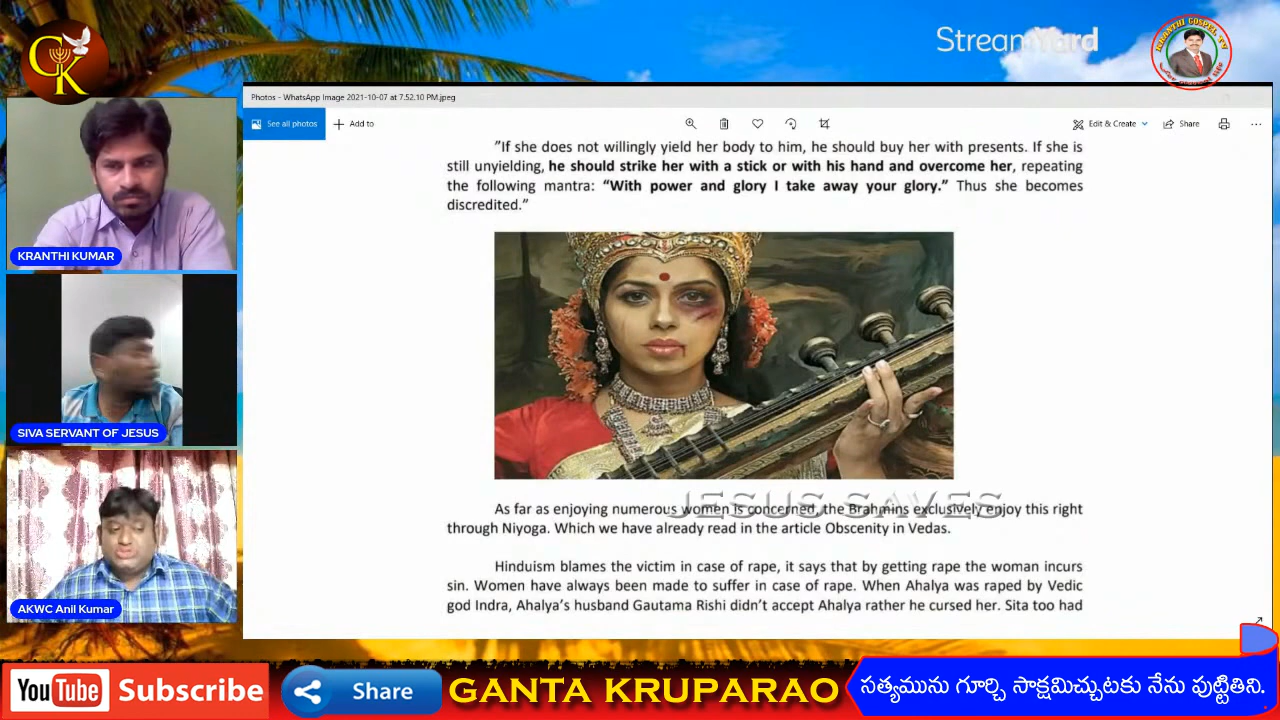 StreamYard
CK
KRANTHI GOSPEL TV
Photos - WhatsApp Image 2021-10-07 at 7.52.10 PM.jpeg
See all photos
Add to
Edit & Create
Share
KRANTHI KUMAR
SIVA SERVANT OF JESUS
AKWC Anil Kumar
”If she does not willingly yield her body to him, he should buy her with presents. If she is
still unyielding, he should strike her with a stick or with his hand and overcome her, repeating
the following mantra: “With power and glory I take away your glory.” Thus she becomes
discredited.”
JESUS SAVES
As far as enjoying numerous women is concerned, the Brahmins exclusively enjoy this right
through Niyoga. Which we have already read in the article Obscenity in Vedas.
Hinduism blames the victim in case of rape, it says that by getting rape the woman incurs
sin. Women have always been made to suffer in case of rape. When Ahalya was raped by Vedic
god Indra, Ahalya’s husband Gautama Rishi didn’t accept Ahalya rather he cursed her. Sita too had
YouTube Subscribe
Share
GANTA KRUPARAO
సత్యమును గూర్చి సాక్షమిచ్చుటకు నేను పుట్టితిని.